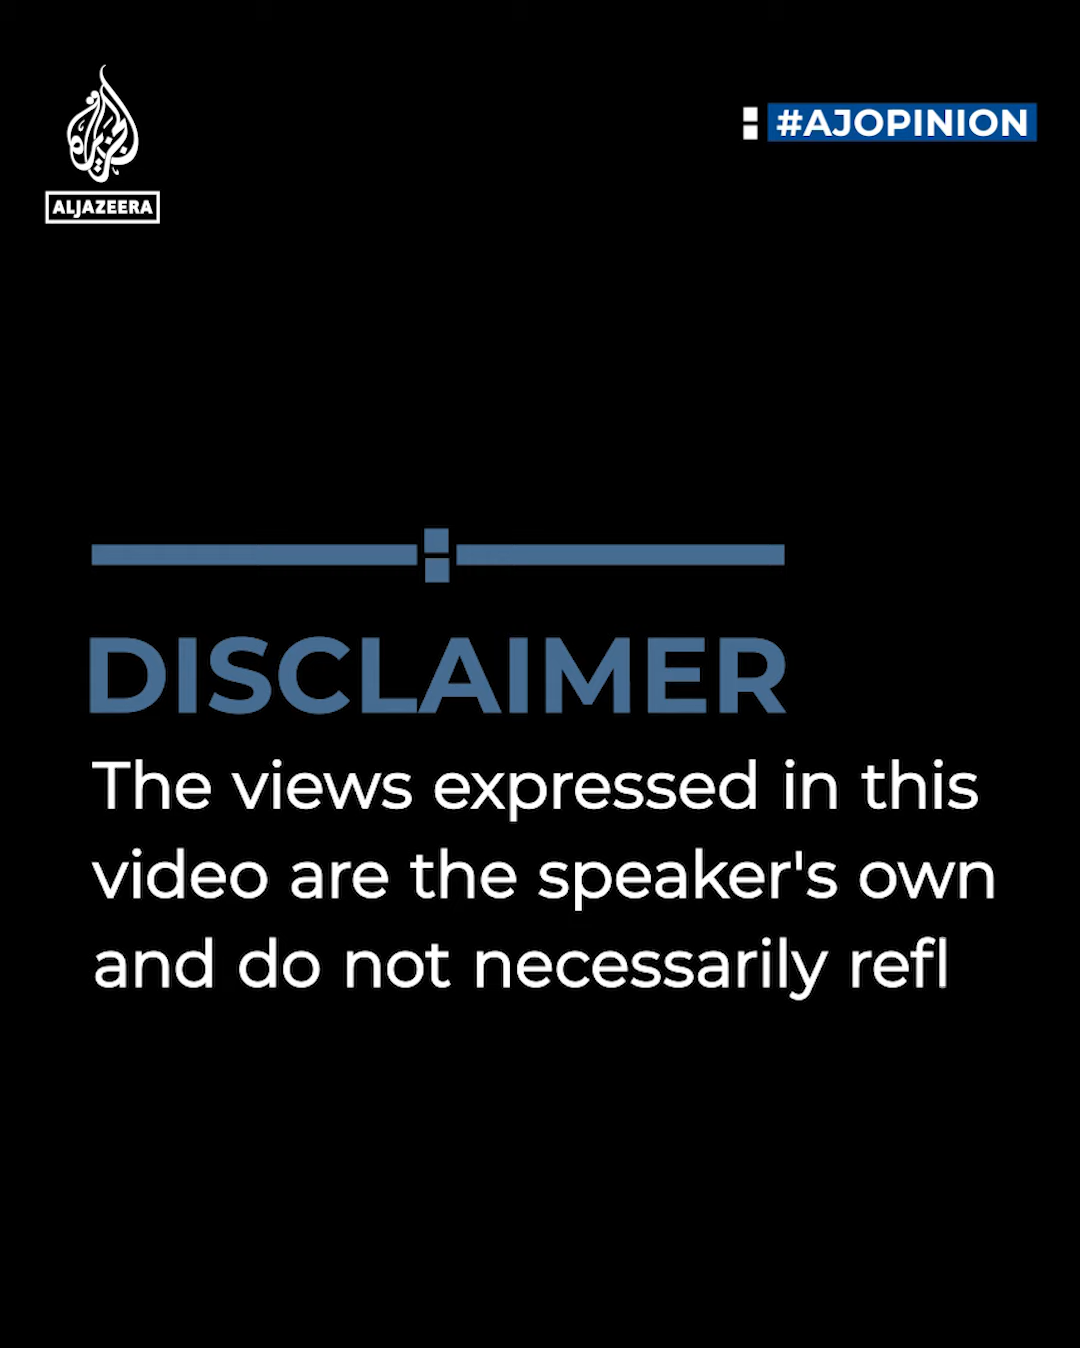 ALJAZEERA
#AJOPINION
DISCLAIMER
The views expressed in this
video are the speaker's own
and do not necessarily refl